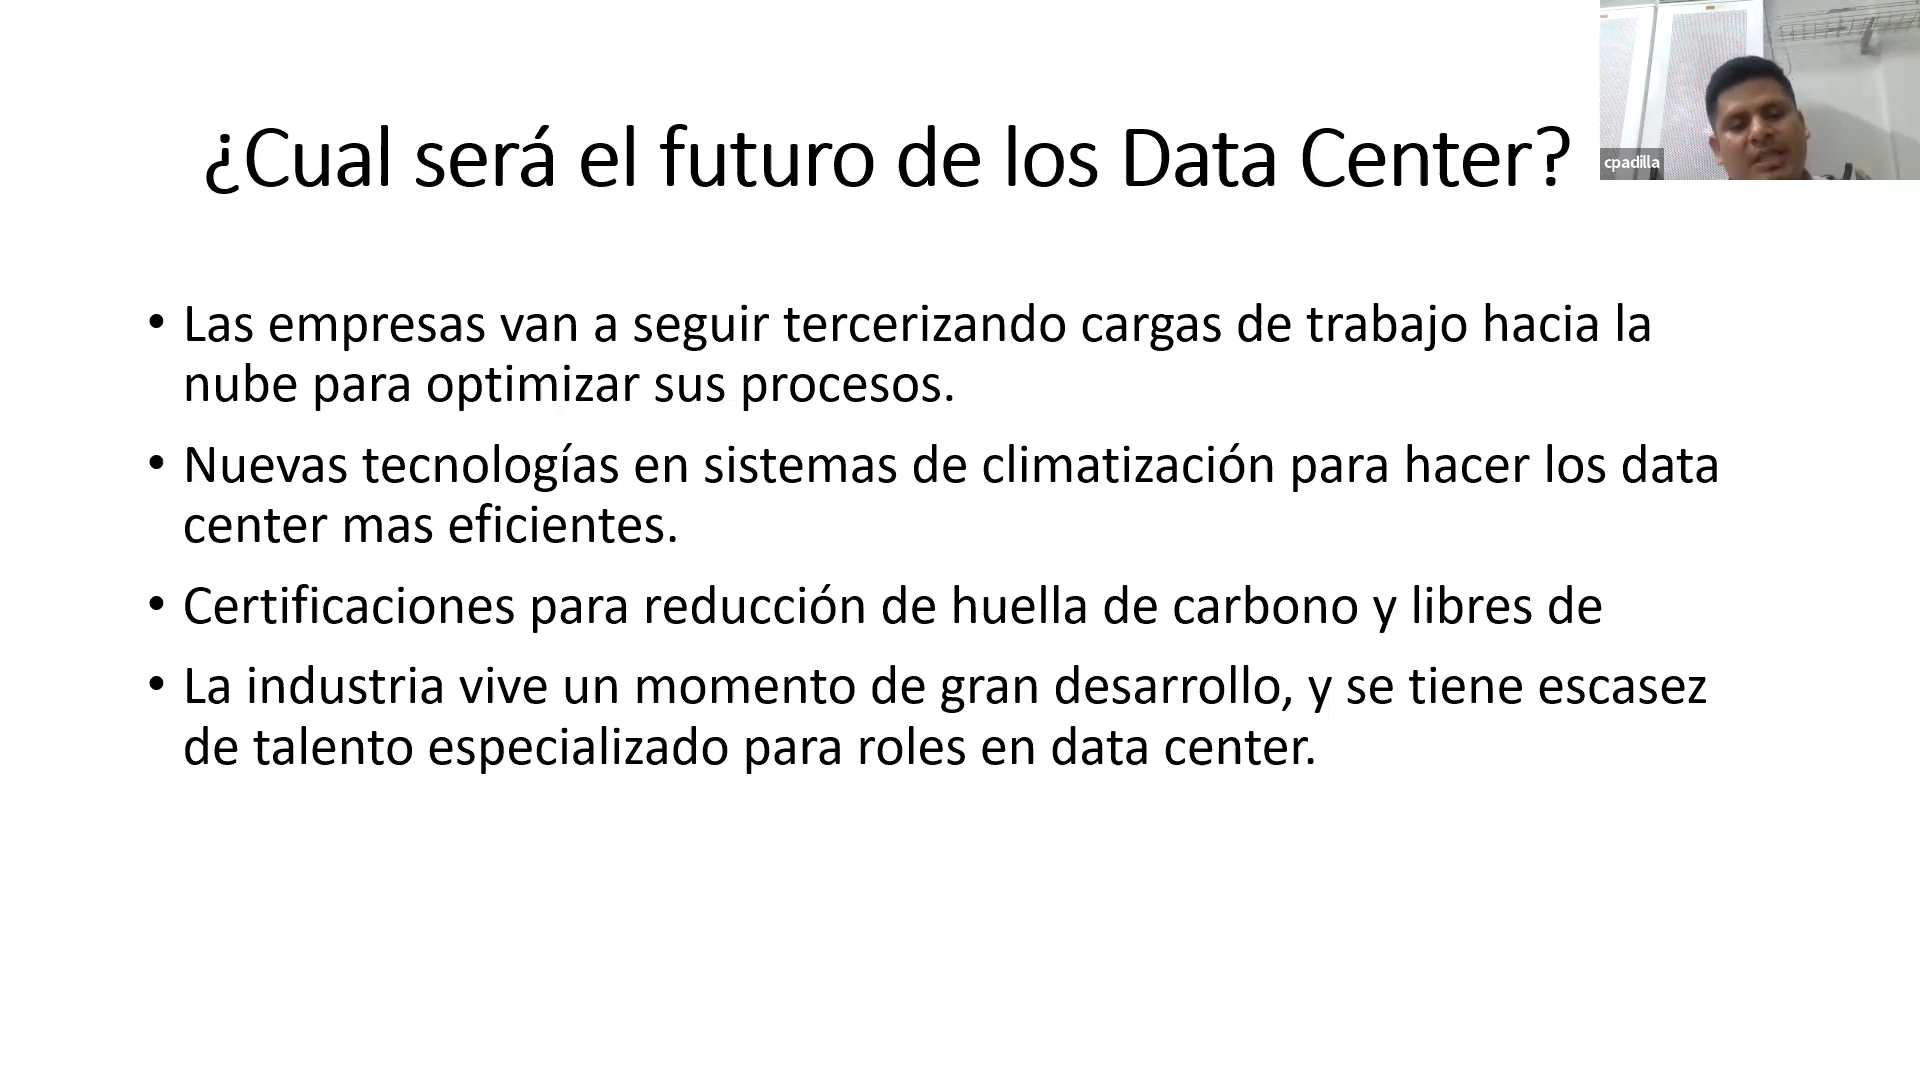 ¿Cual será el futuro de los Data Center?
cpadilla
• Las empresas van a seguir tercerizando cargas de trabajo hacia la
nube para optimizar sus procesos.
• Nuevas tecnologías en sistemas de climatización para hacer los data
center mas eficientes.
• Certificaciones para reducción de huella de carbono y libres de
• La industria vive un momento de gran desarrollo, y se tiene escasez
de talento especializado para roles en data center.